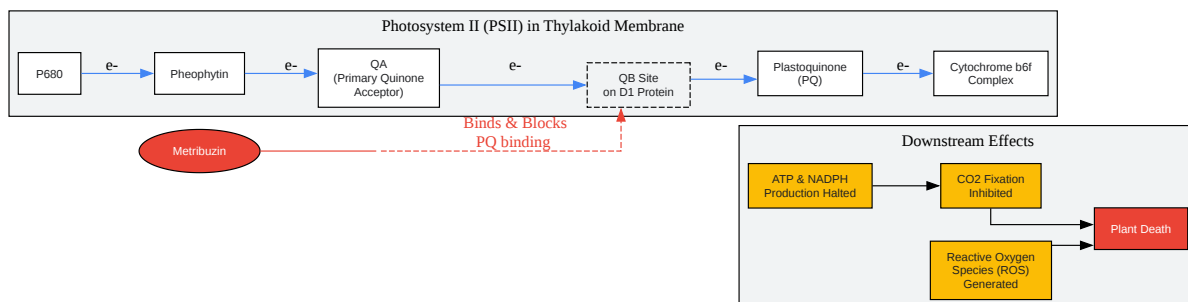 Photosystem II (PSII) in Thylakoid Membrane
P680
e-
Pheophytin
e-
QA
(Primary Quinone
Acceptor)
e-
QB Site
on D1 Protein
e-
Plastoquinone
(PQ)
e-
Cytochrome b6f
Complex
Metribuzin
Binds & Blocks
PQ binding
Downstream Effects
ATP & NADPH
Production Halted
CO2 Fixation
Inhibited
Plant Death
Reactive Oxygen
Species (ROS)
Generated